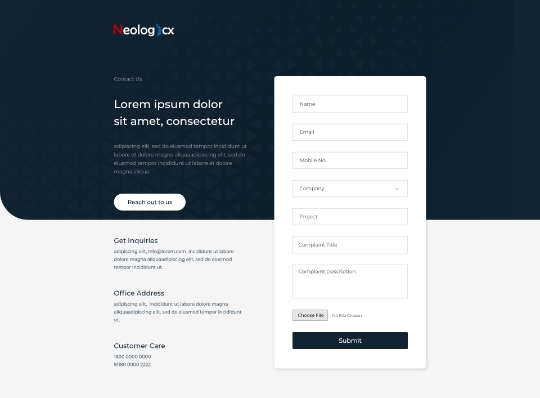 Neologicx
Contact Us
Lorem ipsum dolor
sit amet, consectetur
adipiscing elit, sed do eiusmod tempor incididunt ut
labore et dolore magna aliquaadipiscing elit, sed do
eiusmod tempor incididunt ut labore et dolore
magna aliqua
Reach out to us
Get Inquiries
adipiscing elit, info@lorem.com incididunt ut labore
dolore magna aliquaadipiscing elit, sed do eiusmod
tempor incididunt ut.
Office Address
adipiscing elit, incididunt ut labore dolore magna
aliquaadipiscing elit, sed do eiusmod tempor incididunt
ut.
Customer Care
1800 0000 0000
91180 0000 2222
Name
Email
Mobile No.
Company
Project
Complaint Title
Complaint Description
Choose File No File Chosen
Submit